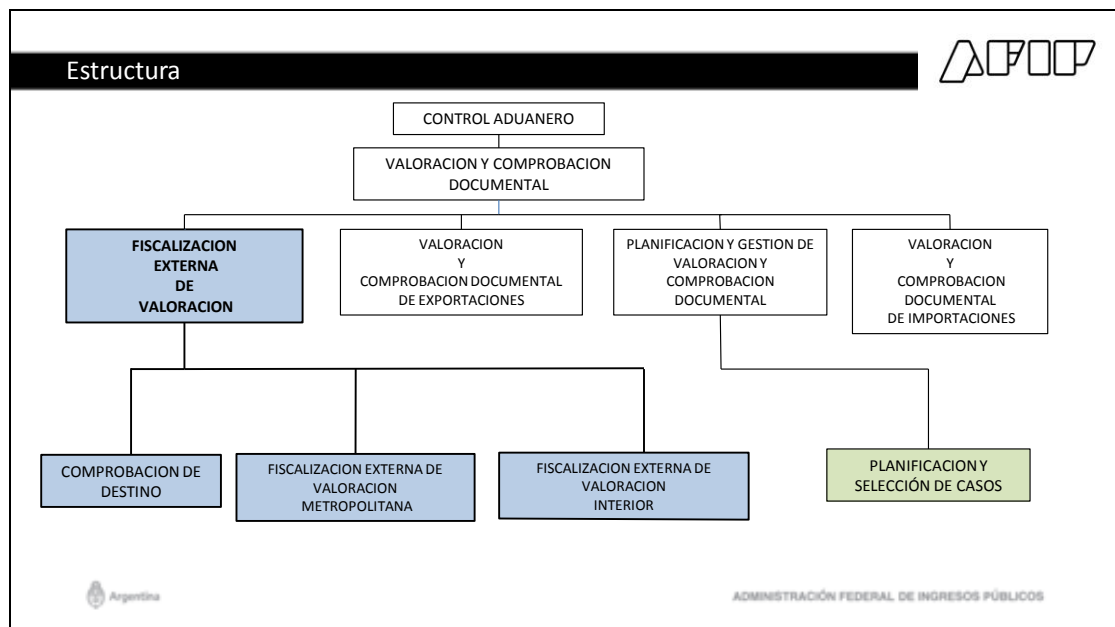 Estructura
AFIP
CONTROL ADUANERO
VALORACION Y COMPROBACION
DOCUMENTAL
FISCALIZACION
EXTERNA
DE
VALORACION
VALORACION
Y
COMPROBACION DOCUMENTAL
DE EXPORTACIONES
PLANIFICACION Y GESTION DE
VALORACION Y
COMPROBACION
DOCUMENTAL
VALORACION
Y
COMPROBACION
DOCUMENTAL
DE IMPORTACIONES
COMPROBACION DE
DESTINO
FISCALIZACION EXTERNA DE
VALORACION
METROPOLITANA
FISCALIZACION EXTERNA DE
VALORACION
INTERIOR
PLANIFICACION Y
SELECCIÓN DE CASOS
Argentina
ADMINISTRACIÓN FEDERAL DE INGRESOS PÚBLICOS